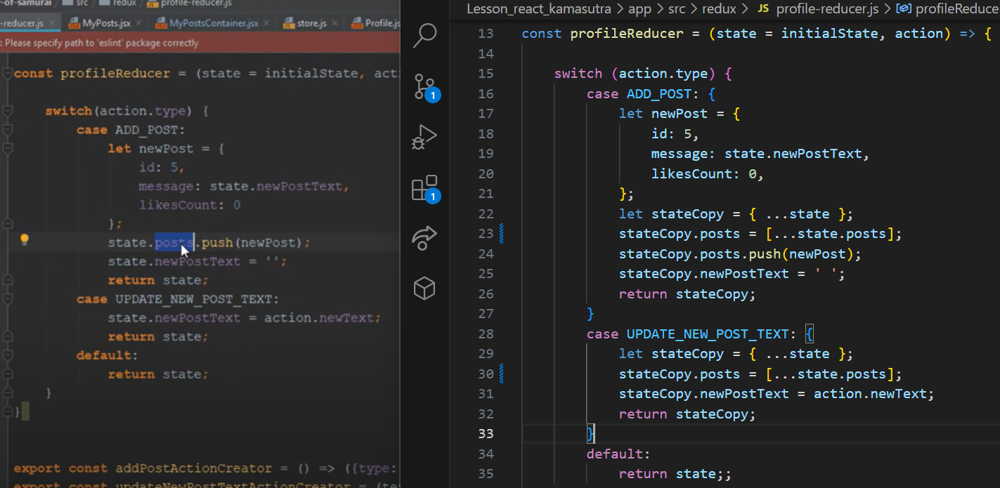 -of-samurai src redux profile-reducer.js
-reducer.js × MyPosts.jsx × MyPostsContainer.jsx × store.js × Profile.js
: Please specify path to 'eslint' package correctly
const profileReducer = (state = initialState, acti
switch(action.type) {
case ADD_POST:
let newPost = {
id: 5,
message: state.newPostText,
likesCount: 0
};
state.posts.push(newPost);
state.newPostText = '';
return state;
case UPDATE_NEW_POST_TEXT:
state.newPostText = action.newText;
return state;
default:
return state;
}
}
export const addPostActionCreator = () => ({type:
export const updateNewPostTextActionCreator = (te
1
1
Lesson_react_kamasutra > app > src > redux > JS profile-reducer.js > profileReduce
13 const profileReducer = (state = initialState, action) => {
14
15 switch (action.type) {
16 case ADD_POST: {
17 let newPost = {
18 id: 5,
19 message: state.newPostText,
20 likesCount: 0,
21 };
22 let stateCopy = { ...state };
23 stateCopy.posts = [...state.posts];
24 stateCopy.posts.push(newPost);
25 stateCopy.newPostText = ' ';
26 return stateCopy;
27 }
28 case UPDATE_NEW_POST_TEXT: {
29 let stateCopy = { ...state };
30 stateCopy.posts = [...state.posts];
31 stateCopy.newPostText = action.newText;
32 return stateCopy;
33 }
34 default:
35 return state;;